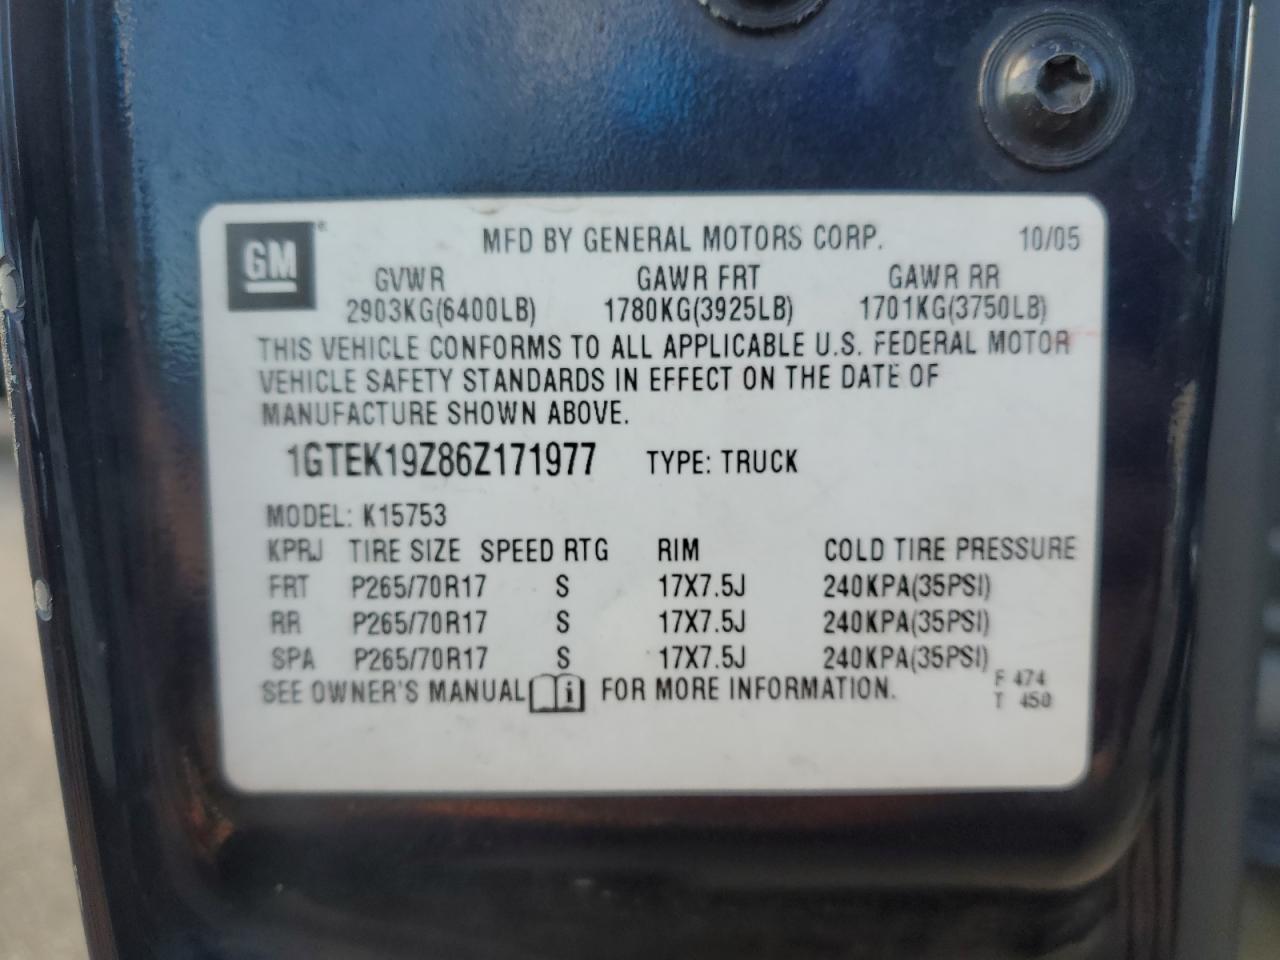 GM ® MFD BY GENERAL MOTORS CORP. 10/05
GVWR GAWR FRT GAWR RR
2903KG(6400LB) 1780KG(3925LB) 1701KG(3750LB)
THIS VEHICLE CONFORMS TO ALL APPLICABLE U.S. FEDERAL MOTOR
VEHICLE SAFETY STANDARDS IN EFFECT ON THE DATE OF
MANUFACTURE SHOWN ABOVE.
1GTEK19Z86Z171977 TYPE: TRUCK
MODEL: K15753
KPRJ TIRE SIZE SPEED RTG RIM COLD TIRE PRESSURE
FRT P265/70R17 S 17X7.5J 240KPA(35PSI)
RR P265/70R17 S 17X7.5J 240KPA(35PSI)
SPA P265/70R17 S 17X7.5J 240KPA(35PSI)
SEE OWNER'S MANUAL i FOR MORE INFORMATION.
F 474
T 450